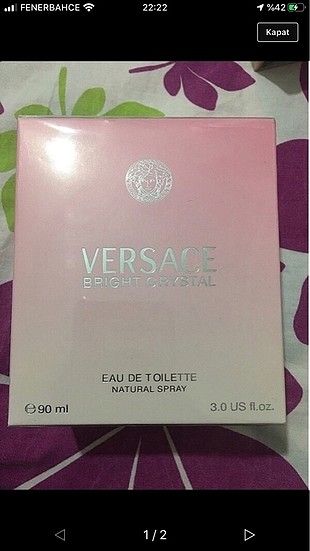 FENERBAHCE
22:22
%42
Kapat
VERSACE
BRIGHT CRYSTAL
EAU DE TOILETTE
NATURAL SPRAY
℮90 ml
3.0 US fl.oz.
1 / 2